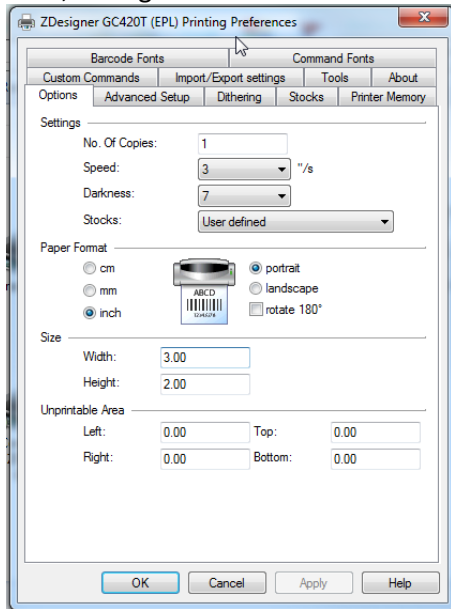 ZDesigner GC420T (EPL) Printing Preferences
Barcode Fonts Command Fonts
Custom Commands Import/Export settings Tools About
Options Advanced Setup Dithering Stocks Printer Memory
Settings
No. Of Copies: 1
Speed: 3 "/s
Darkness: 7
Stocks: User defined
Paper Format
cm portrait
mm landscape
inch rotate 180°
ABCD
Size
Width: 3.00
Height: 2.00
Unprintable Area
Left: 0.00 Top: 0.00
Right: 0.00 Bottom: 0.00
OK Cancel Apply Help